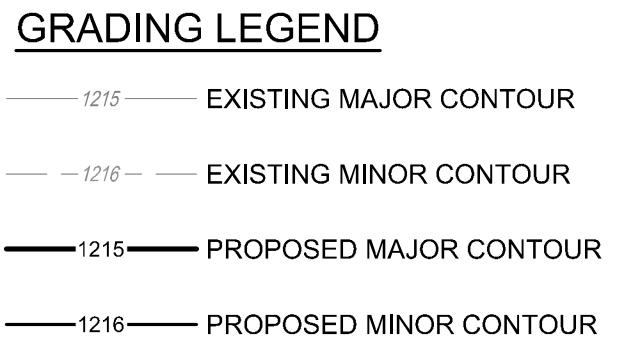 GRADING LEGEND
1215 EXISTING MAJOR CONTOUR
1216 EXISTING MINOR CONTOUR
1215 PROPOSED MAJOR CONTOUR
1216 PROPOSED MINOR CONTOUR